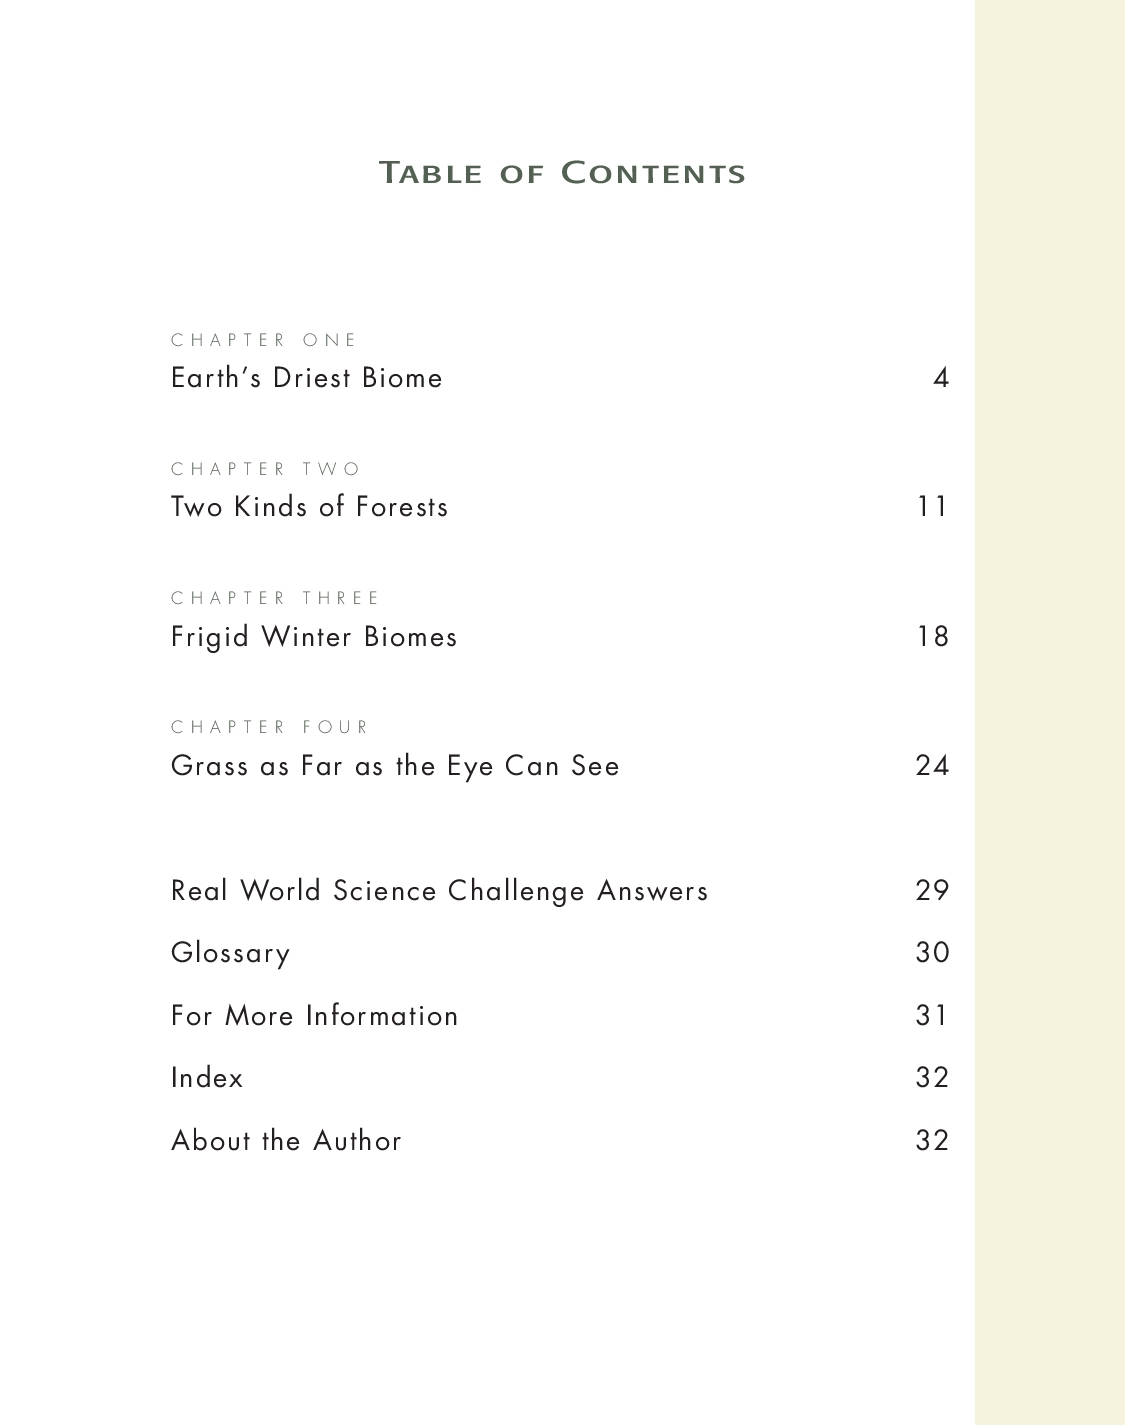 Table of Contents
CHAPTER ONE
Earth’s Driest Biome 4
CHAPTER TWO
Two Kinds of Forests 11
CHAPTER THREE
Frigid Winter Biomes 18
CHAPTER FOUR
Grass as Far as the Eye Can See 24
Real World Science Challenge Answers 29
Glossary 30
For More Information 31
Index 32
About the Author 32